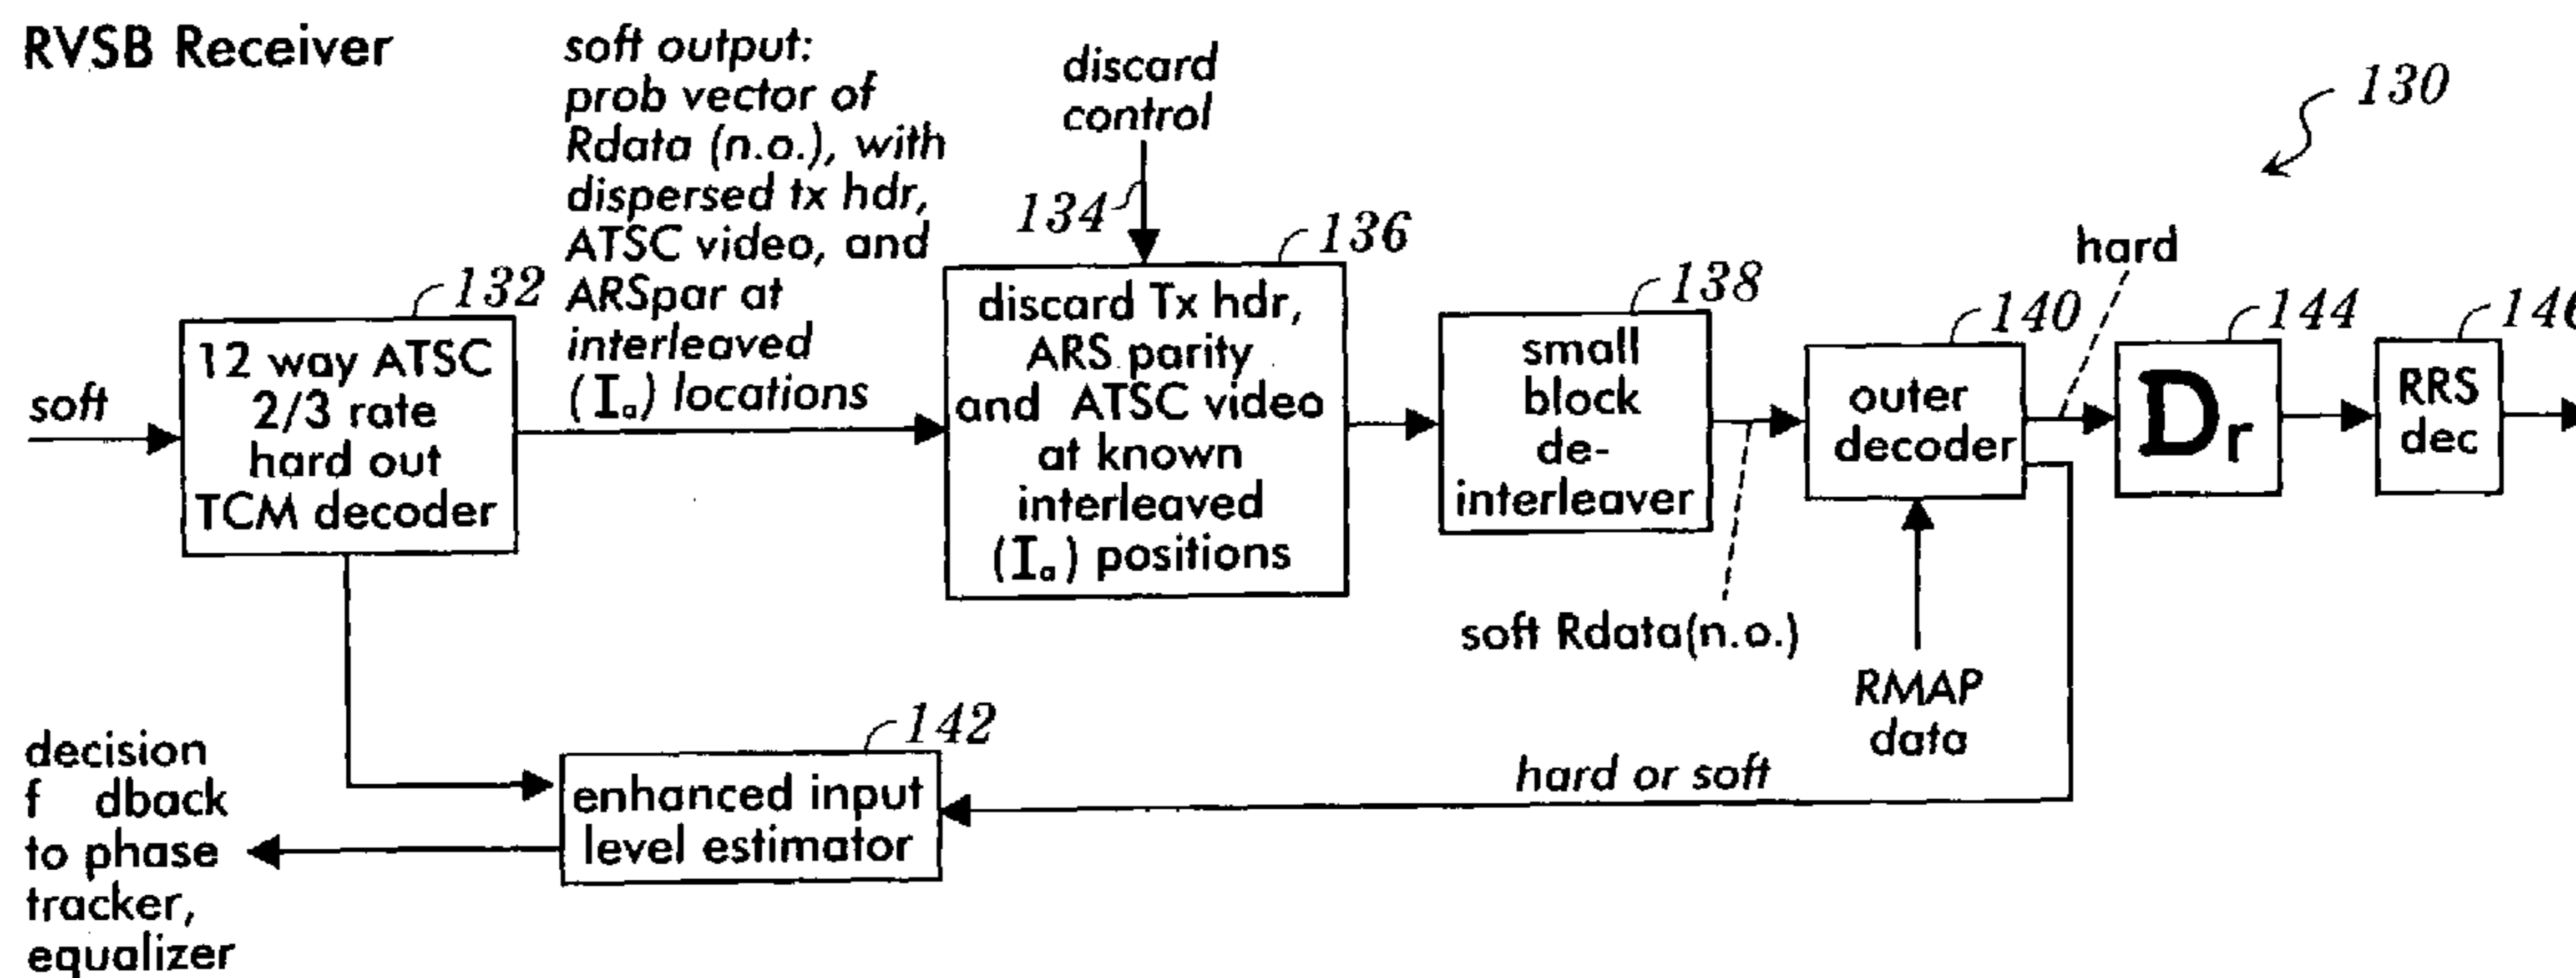 RVSB Receiver
soft output:
prob vector of
Rdata (n.o.), with
dispersed tx hdr,
ATSC video, and
ARSpar at
interleaved
(Ia) locations
discard
control
134
130
soft
132
12 way ATSC
2/3 rate
hard out
TCM decoder
136
discard Tx hdr,
ARS parity
and ATSC video
at known
interleaved
(Ia) positions
138
small
block
de-
interleaver
soft Rdata(n.o.)
140
outer
decoder
RMAP
data
hard
144
Dr
146
RRS
dec
hard or soft
142
enhanced input
level estimator
decision
f dback
to phase
tracker,
equalizer